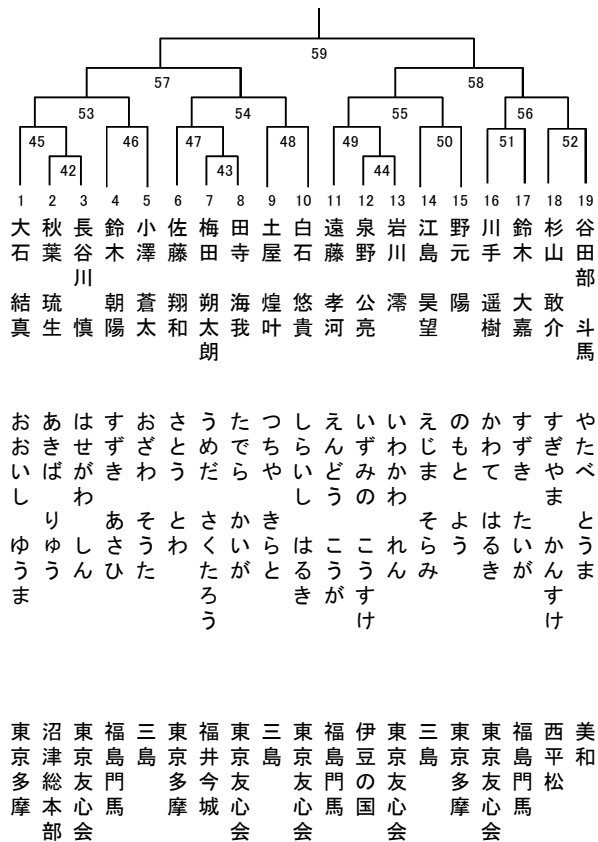 59
57
58
53
54
55
56
45
46
47
48
49
50
51
52
42
43
44
1 大石 結真 おおいし ゆうま 東京多摩
2 秋葉 琉生 あきば りゅう 沼津総本部
3 長谷川 慎 はせがわ しん 東京友心会
4 鈴木 朝陽 すずき あさひ 福島門馬
5 小澤 蒼太 おざわ そうた 三島
6 佐藤 翔和 さとう とわ 東京多摩
7 梅田 朔太朗 うめだ さくたろう 福井今城
8 田寺 海我 たでら かいが 東京友心会
9 土屋 煌叶 つちや きらと 三島
10 白石 悠貴 しらいし はるき 東京友心会
11 遠藤 孝河 えんどう こうが 福島門馬
12 泉野 公亮 いずみの こうすけ 伊豆の国
13 岩川 澪 いわかわ れん 東京友心会
14 江島 昊望 えじま そらみ 三島
15 野元 陽 のもと よう 東京多摩
16 川手 遥樹 かわて はるき 東京友心会
17 鈴木 大嘉 すずき たいが 福島門馬
18 杉山 敢介 すぎやま かんすけ 西平松
19 谷田部 斗馬 やたべ とうま 美和